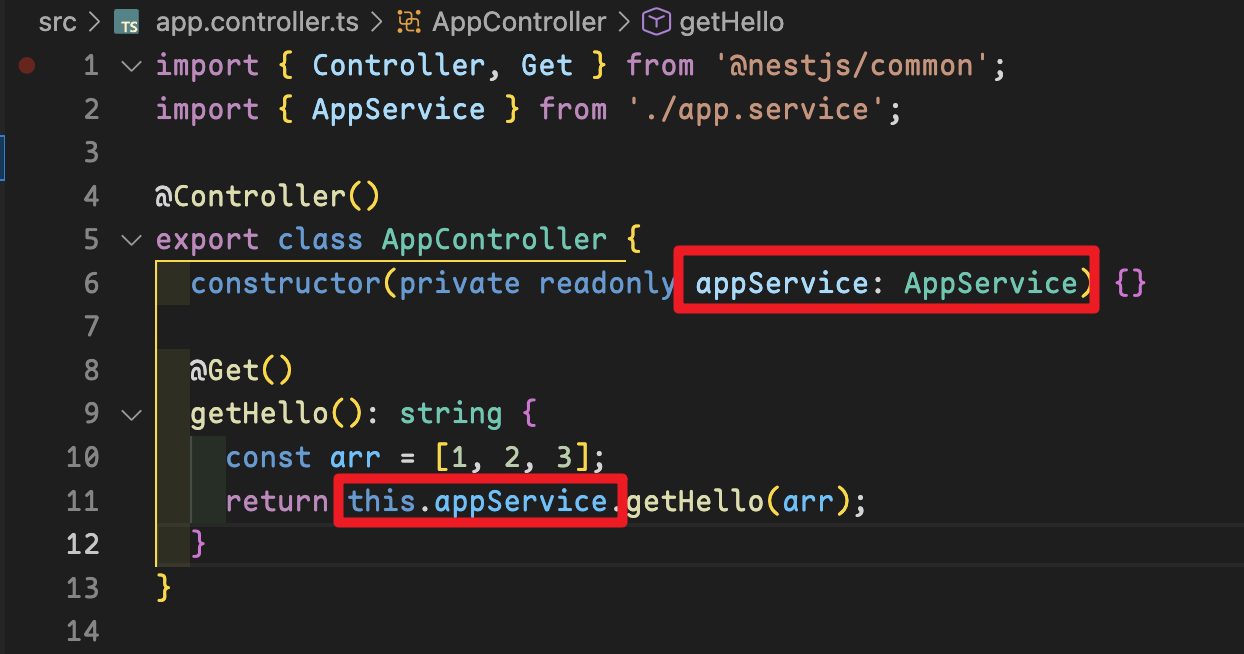 src > TS app.controller.ts > AppController > getHello
1 import { Controller, Get } from '@nestjs/common';
2 import { AppService } from './app.service';
3
4 @Controller()
5 export class AppController {
6 constructor(private readonly appService: AppService) {}
7
8 @Get()
9 getHello(): string {
10 const arr = [1, 2, 3];
11 return this.appService.getHello(arr);
12 }
13 }
14